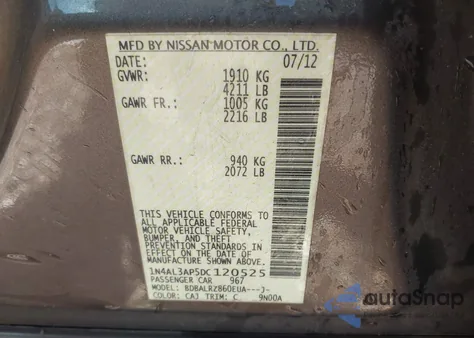 MFD BY NISSAN MOTOR CO., LTD.
DATE: 07/12
GVWR: 1910 KG
4211 LB
GAWR FR.: 1005 KG
2216 LB
GAWR RR.: 940 KG
2072 LB
THIS VEHICLE CONFORMS TO
ALL APPLICABLE FEDERAL
MOTOR VEHICLE SAFETY,
BUMPER, AND THEFT
PREVENTION STANDARDS
IN EFFECT ON THE DATE OF
MANUFACTURE SHOWN ABOVE.
1N4AL3AP5DC120525
PASSENGER CAR 967
MODEL: BDBALRZ860EUA---J-
COLOR: CAJ TRIM: C 9N00A
autoSnap